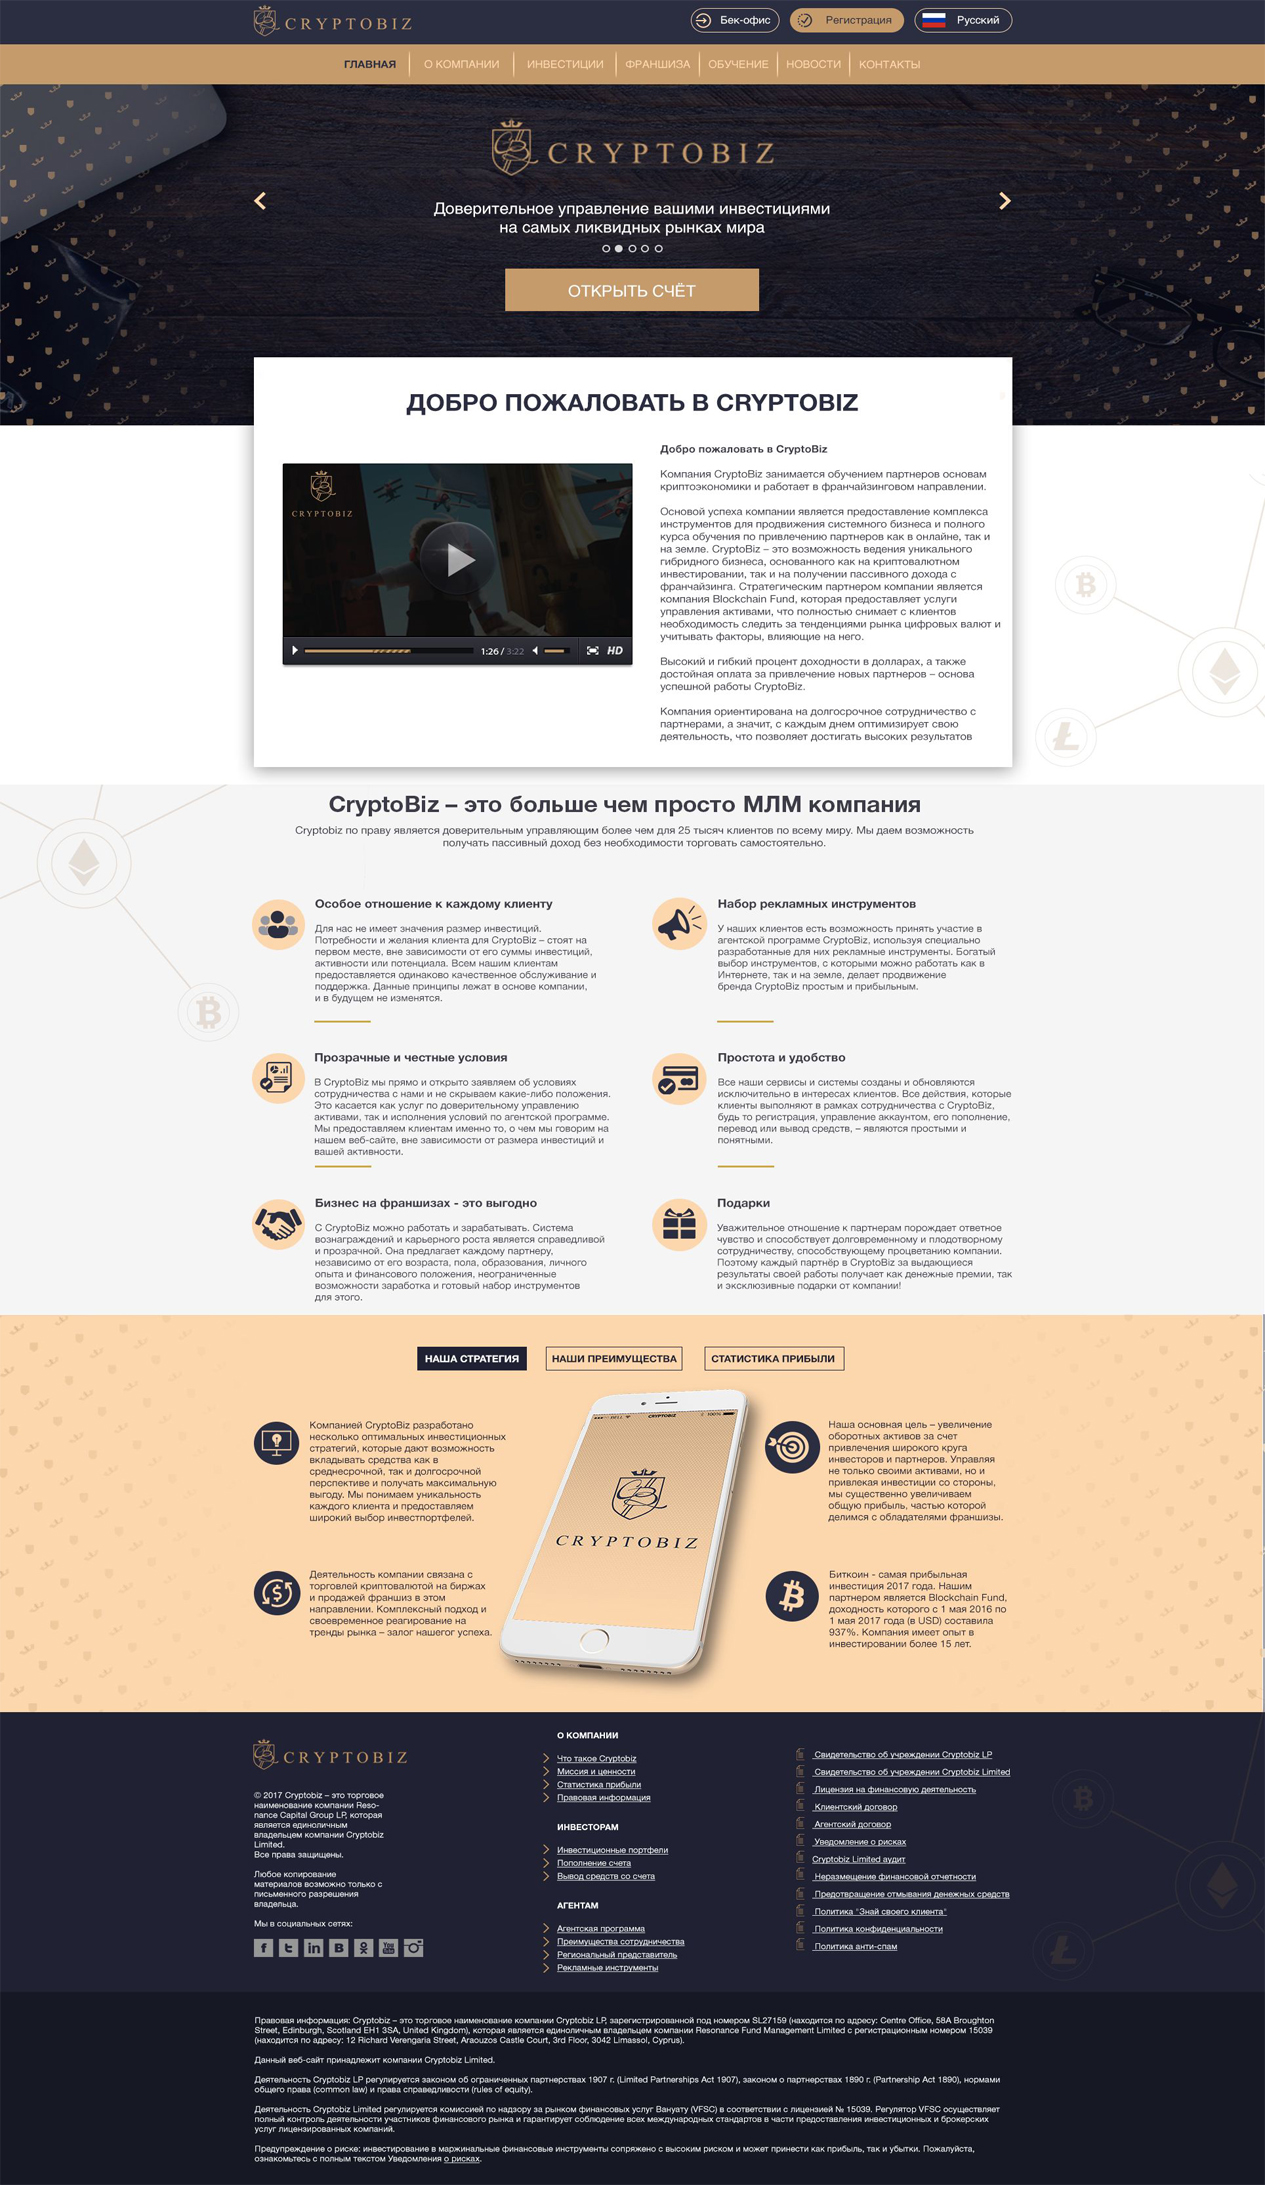 CRYPTOBIZ
Бек-офис
Регистрация
Русский
ГЛАВНАЯ
О КОМПАНИИ
ИНВЕСТИЦИИ
ФРАНШИЗА
ОБУЧЕНИЕ
НОВОСТИ
КОНТАКТЫ
CRYPTOBIZ
Доверительное управление вашими инвестициями
на самых ликвидных рынках мира
ОТКРЫТЬ СЧЁТ
ДОБРО ПОЖАЛОВАТЬ В CRYPTOBIZ
CRYPTOBIZ
1:26 / 3:22
HD
Добро пожаловать в CryptoBiz
Компания CryptoBiz занимается обучением партнеров основам
криптоэкономики и работает в франчайзинговом направлении.
Основой успеха компании является предоставление комплекса
инструментов для продвижения системного бизнеса и полного
курса обучения по привлечению партнеров как в онлайне, так и
на земле. CryptoBiz – это возможность ведения уникального
гибридного бизнеса, основанного как на криптовалютном
инвестировании, так и на получении пассивного дохода с
франчайзинга. Стратегическим партнером компании является
компания Blockchain Fund, которая предоставляет услуги
управления активами, что полностью снимает с клиентов
необходимость следить за тенденциями рынка цифровых валют и
учитывать факторы, влияющие на него.
Высокий и гибкий процент доходности в долларах, а также
достойная оплата за привлечение новых партнеров – основа
успешной работы CryptoBiz.
Компания ориентирована на долгосрочное сотрудничество с
партнерами, а значит, с каждым днем оптимизирует свою
деятельность, что позволяет достигать высоких результатов
CryptoBiz – это больше чем просто МЛМ компания
Cryptobiz по праву является доверительным управляющим более чем для 25 тысяч клиентов по всему миру. Мы даем возможность
получать пассивный доход без необходимости торговать самостоятельно.
Особое отношение к каждому клиенту
Для нас не имеет значения размер инвестиций.
Потребности и желания клиента для CryptoBiz – стоят на
первом месте, вне зависимости от его суммы инвестиций,
активности или потенциала. Всем нашим клиентам
предоставляется одинаково качественное обслуживание и
поддержка. Данные принципы лежат в основе компании,
и в будущем не изменятся.
Набор рекламных инструментов
У наших клиентов есть возможность принять участие в
агентской программе CryptoBiz, используя специально
разработанные для них рекламные инструменты. Богатый
выбор инструментов, с которыми можно работать как в
Интернете, так и на земле, делает продвижение
бренда CryptoBiz простым и прибыльным.
Прозрачные и честные условия
В CryptoBiz мы прямо и открыто заявляем об условиях
сотрудничества с нами и не скрываем какие-либо положения.
Это касается как услуг по доверительному управлению
активами, так и исполнения условий по агентской программе.
Мы предоставляем клиентам именно то, о чем мы говорим на
нашем веб-сайте, вне зависимости от размера инвестиций и
вашей активности.
Простота и удобство
Все наши сервисы и системы созданы и обновляются
исключительно в интересах клиентов. Все действия, которые
клиенты выполняют в рамках сотрудничества с CryptoBiz,
будь то регистрация, управление аккаунтом, его пополнение,
перевод или вывод средств, – являются простыми и
понятными.
Бизнес на франшизах - это выгодно
С CryptoBiz можно работать и зарабатывать. Система
вознаграждений и карьерного роста является справедливой
и прозрачной. Она предлагает каждому партнеру,
независимо от его возраста, пола, образования, личного
опыта и финансового положения, неограниченные
возможности заработка и готовый набор инструментов
для этого.
Подарки
Уважительное отношение к партнерам порождает ответное
чувство и способствует долговременному и плодотворному
сотрудничеству, способствующему процветанию компании.
Поэтому каждый партнёр в CryptoBiz за выдающиеся
результаты своей работы получает как денежные премии, так
и эксклюзивные подарки от компании!
НАША СТРАТЕГИЯ
НАШИ ПРЕИМУЩЕСТВА
СТАТИСТИКА ПРИБЫЛИ
Компанией CryptoBiz разработано
несколько оптимальных инвестиционных
стратегий, которые дают возможность
вкладывать средства как в
среднесрочной, так и долгосрочной
перспективе и получать максимальную
выгоду. Мы понимаем уникальность
каждого клиента и предоставляем
широкий выбор инвестпортфелей.
Деятельность компании связана с
торговлей криптовалютой на биржах
и продажей франшиз в этом
направлении. Комплексный подход и
своевременное реагирование на
тренды рынка – залог нашегог успеха.
BELL
CRYPTOBIZ
100%
CRYPTOBIZ
Наша основная цель – увеличение
оборотных активов за счет
привлечения широкого круга
инвесторов и партнеров. Управляя
не только своими активами, но и
привлекая инвестиции со стороны,
мы существенно увеличиваем
общую прибыль, частью которой
делимся с обладателями франшизы.
Биткоин - самая прибыльная
инвестиция 2017 года. Нашим
партнером является Blockchain Fund,
доходность которого с 1 мая 2016 по
1 мая 2017 года (в USD) составила
937%. Компания имеет опыт в
инвестировании более 15 лет.
CRYPTOBIZ
© 2017 Cryptobiz – это торговое
наименование компании Reso-
nance Capital Group LP, которая
является единоличным
владельцем компании Cryptobiz
Limited.
Все права защищены.
Любое копирование
материалов возможно только с
письменного разрешения
владельца.
Мы в социальных сетях:
О КОМПАНИИ
Что такое Cryptobiz
Миссия и ценности
Статистика прибыли
Правовая информация
ИНВЕСТОРАМ
Инвестиционные портфели
Пополнение счета
Вывод средств со счета
АГЕНТАМ
Агентская программа
Преимущества сотрудничества
Региональный представитель
Рекламные инструменты
Свидетельство об учреждении Cryptobiz LP
Свидетельство об учреждении Cryptobiz Limited
Лицензия на финансовую деятельность
Клиентский договор
Агентский договор
Уведомление о рисках
Cryptobiz Limited аудит
Неразмещение финансовой отчетности
Предотвращение отмывания денежных средств
Политика "Знай своего клиента"
Политика конфиденциальности
Политика анти-спам
Правовая информация: Cryptobiz – это торговое наименование компании Cryptobiz LP, зарегистрированной под номером SL27159 (находится по адресу: Centre Office, 58A Broughton
Street, Edinburgh, Scotland EH1 3SA, United Kingdom), которая является единоличным владельцем компании Resonance Fund Management Limited с регистрационным номером 15039
(находится по адресу: 12 Richard Verengaria Street, Araouzos Castle Court, 3rd Floor, 3042 Limassol, Cyprus).
Данный веб-сайт принадлежит компании Cryptobiz Limited.
Деятельность Cryptobiz LP регулируется законом об ограниченных партнерствах 1907 г. (Limited Partnerships Act 1907), законом о партнерствах 1890 г. (Partnership Act 1890), нормами
общего права (common law) и права справедливости (rules of equity).
Деятельность Cryptobiz Limited регулируется комиссией по надзору за рынком финансовых услуг Вануату (VFSC) в соответствии с лицензией № 15039. Регулятор VFSC осуществляет
полный контроль деятельности участников финансового рынка и гарантирует соблюдение всех международных стандартов в части предоставления инвестиционных и брокерских
услуг лицензированных компаний.
Предупреждение о риске: инвестирование в маржинальные финансовые инструменты сопряжено с высоким риском и может принести как прибыль, так и убытки. Пожалуйста,
ознакомьтесь с полным текстом Уведомления о рисках.